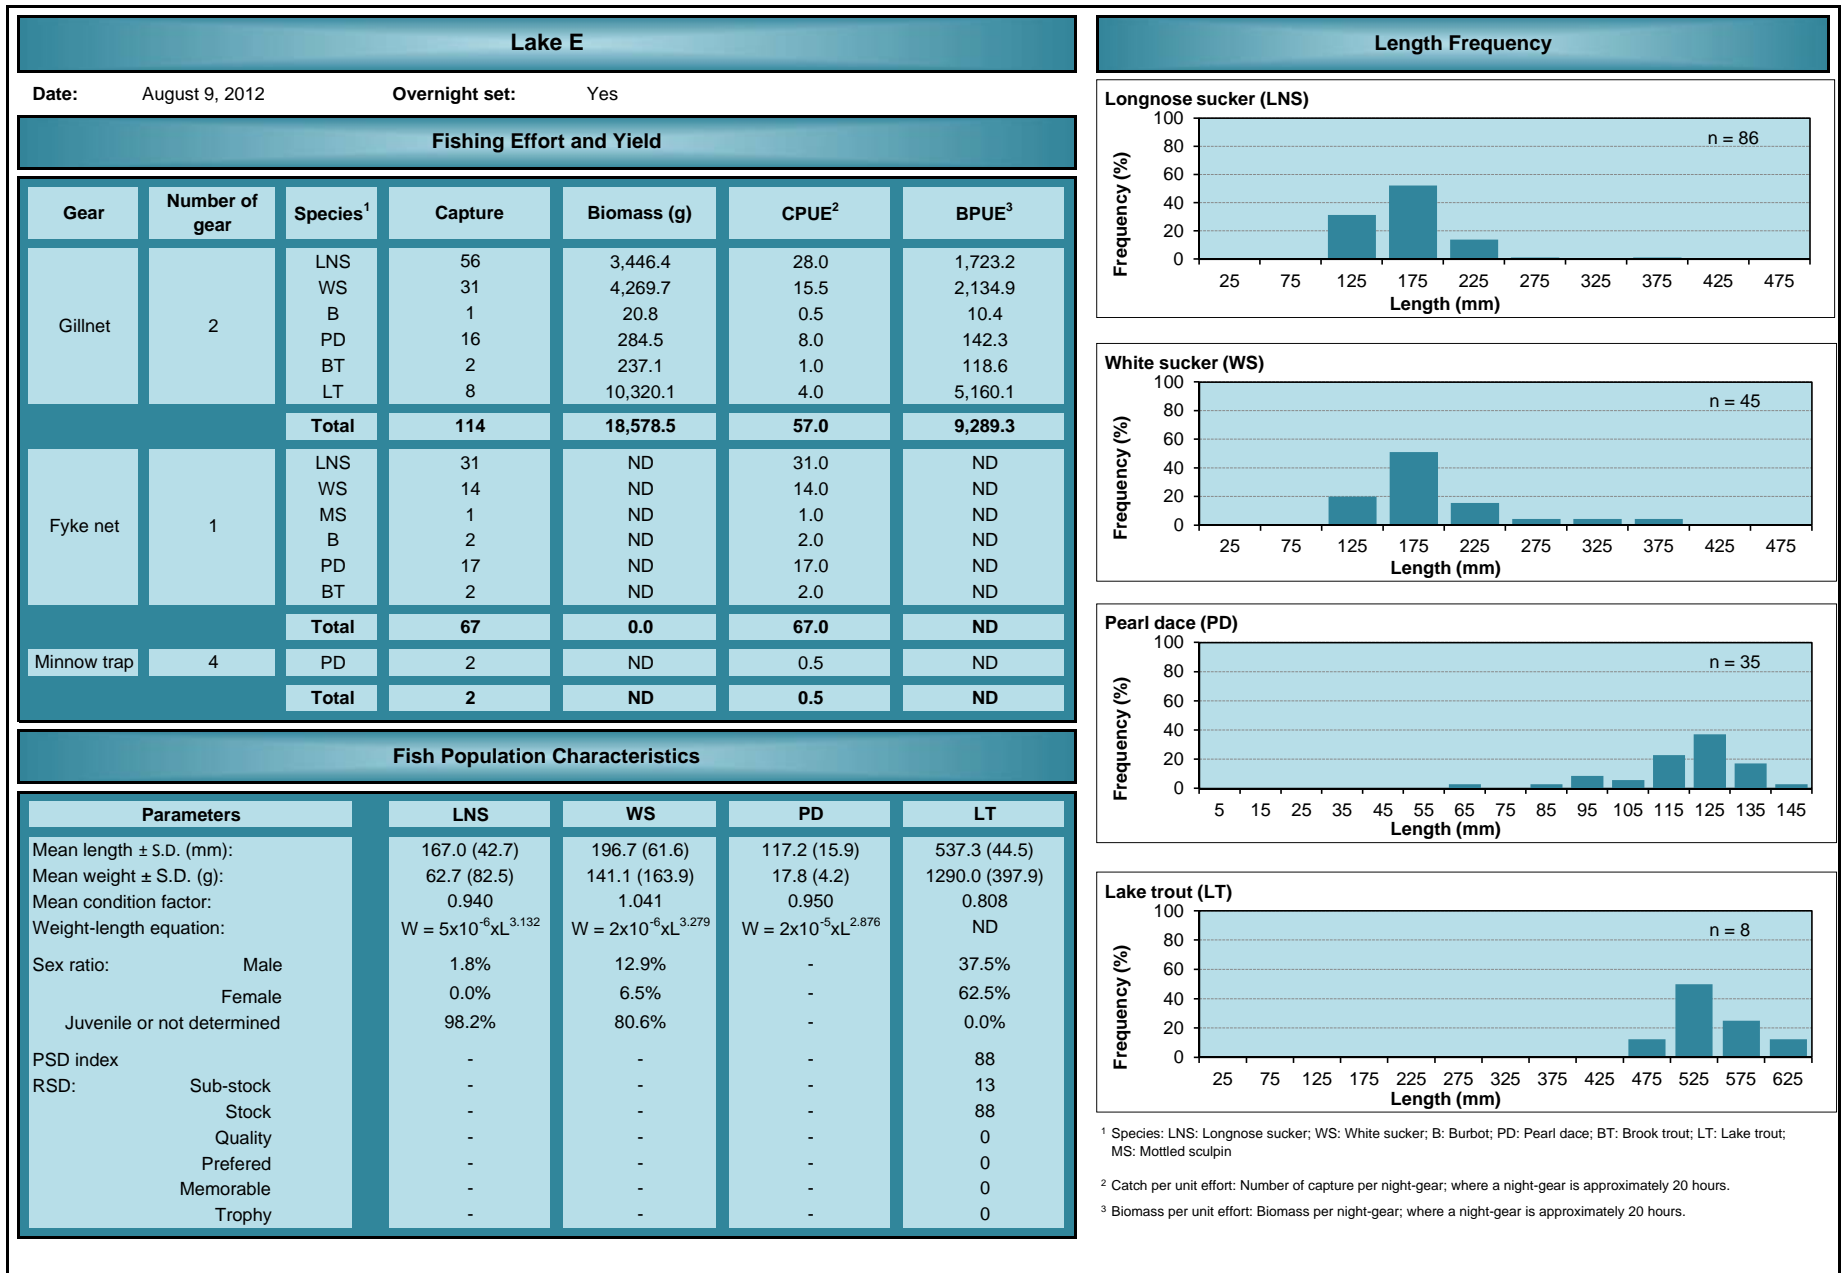 Lake E
Date: August 9, 2012 Overnight set: Yes
Fishing Effort and Yield
Gear Number of gear Species¹ Capture Biomass (g) CPUE² BPUE³
Gillnet 2
LNS 56 3,446.4 28.0 1,723.2
WS 31 4,269.7 15.5 2,134.9
B 1 20.8 0.5 10.4
PD 16 284.5 8.0 142.3
BT 2 237.1 1.0 118.6
LT 8 10,320.1 4.0 5,160.1
Total 114 18,578.5 57.0 9,289.3
Fyke net 1
LNS 31 ND 31.0 ND
WS 14 ND 14.0 ND
MS 1 ND 1.0 ND
B 2 ND 2.0 ND
PD 17 ND 17.0 ND
BT 2 ND 2.0 ND
Total 67 0.0 67.0 ND
Minnow trap 4 PD 2 ND 0.5 ND
Total 2 ND 0.5 ND
Fish Population Characteristics
Parameters LNS WS PD LT
Mean length ± S.D. (mm): 167.0 (42.7) 196.7 (61.6) 117.2 (15.9) 537.3 (44.5)
Mean weight ± S.D. (g): 62.7 (82.5) 141.1 (163.9) 17.8 (4.2) 1290.0 (397.9)
Mean condition factor: 0.940 1.041 0.950 0.808
Weight-length equation: W = 5x10⁻⁶xL³·¹³² W = 2x10⁻⁶xL³·²⁷⁹ W = 2x10⁻⁵xL²·⁸⁷⁶ ND
Sex ratio: Male 1.8% 12.9% - 37.5%
Female 0.0% 6.5% - 62.5%
Juvenile or not determined 98.2% 80.6% - 0.0%
PSD index - - - 88
RSD: Sub-stock - - - 13
Stock - - - 88
Quality - - - 0
Prefered - - - 0
Memorable - - - 0
Trophy - - - 0
Length Frequency
Longnose sucker (LNS)
n = 86
Frequency (%)
100
80
60
40
20
0
25 75 125 175 225 275 325 375 425 475
Length (mm)
White sucker (WS)
n = 45
Frequency (%)
100
80
60
40
20
0
25 75 125 175 225 275 325 375 425 475
Length (mm)
Pearl dace (PD)
n = 35
Frequency (%)
100
80
60
40
20
0
5 15 25 35 45 55 65 75 85 95 105 115 125 135 145
Length (mm)
Lake trout (LT)
n = 8
Frequency (%)
100
80
60
40
20
0
25 75 125 175 225 275 325 375 425 475 525 575 625
Length (mm)
¹ Species: LNS: Longnose sucker; WS: White sucker; B: Burbot; PD: Pearl dace; BT: Brook trout; LT: Lake trout;
MS: Mottled sculpin
² Catch per unit effort: Number of capture per night-gear; where a night-gear is approximately 20 hours.
³ Biomass per unit effort: Biomass per night-gear; where a night-gear is approximately 20 hours.